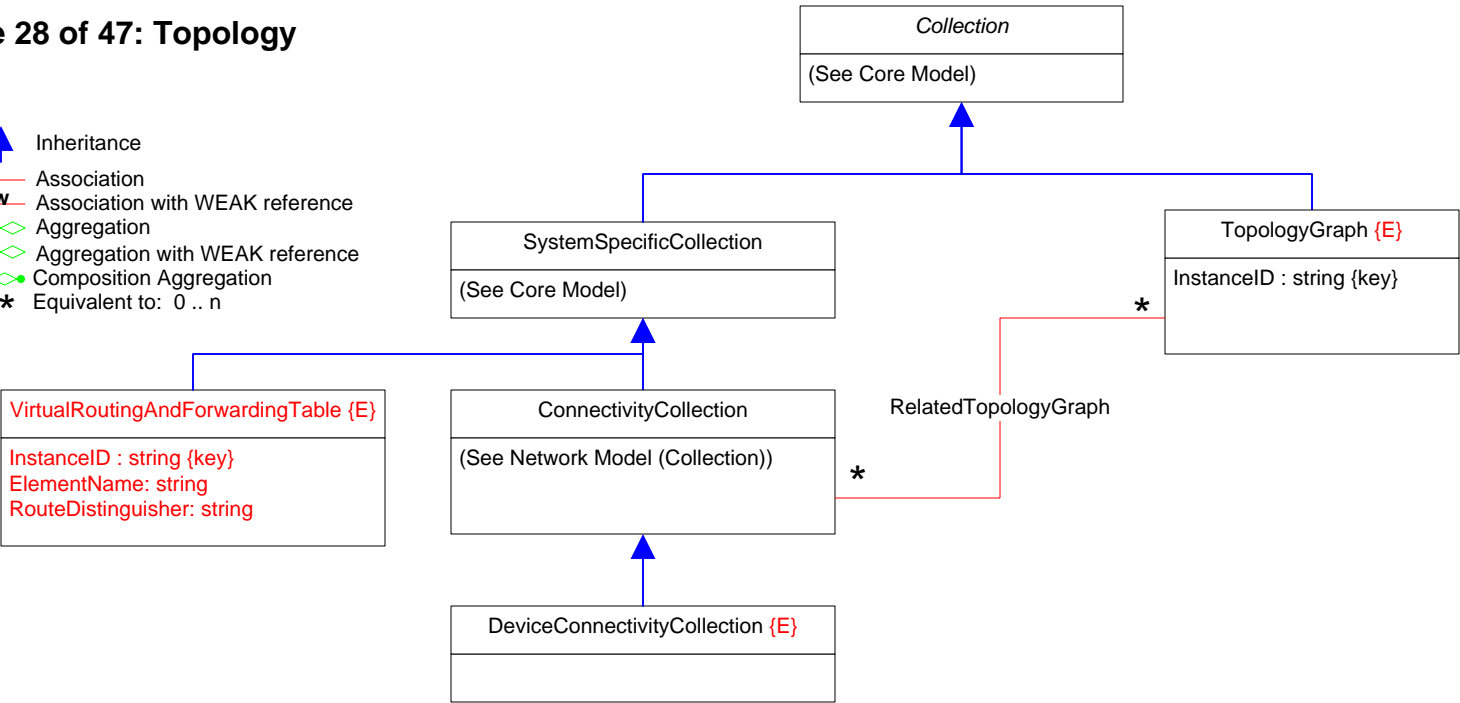 28 of 47: Topology
Inheritance
Association
Association with WEAK reference
Aggregation
Aggregation with WEAK reference
Composition Aggregation
* Equivalent to: 0 .. n
Collection
(See Core Model)
SystemSpecificCollection
(See Core Model)
TopologyGraph {E}
InstanceID : string {key}
*
VirtualRoutingAndForwardingTable {E}
InstanceID : string {key}
ElementName: string
RouteDistinguisher: string
ConnectivityCollection
(See Network Model (Collection))
*
RelatedTopologyGraph
DeviceConnectivityCollection {E}